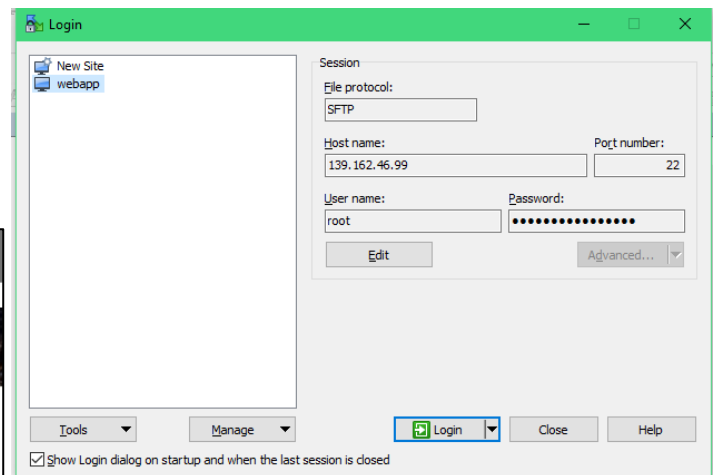 Login
New Site
webapp
Session
File protocol:
SFTP
Host name: Port number:
139.162.46.99 22
User name: Password:
root ●●●●●●●●●●●●●●●●
Edit Advanced...
Tools Manage Login Close Help
Show Login dialog on startup and when the last session is closed